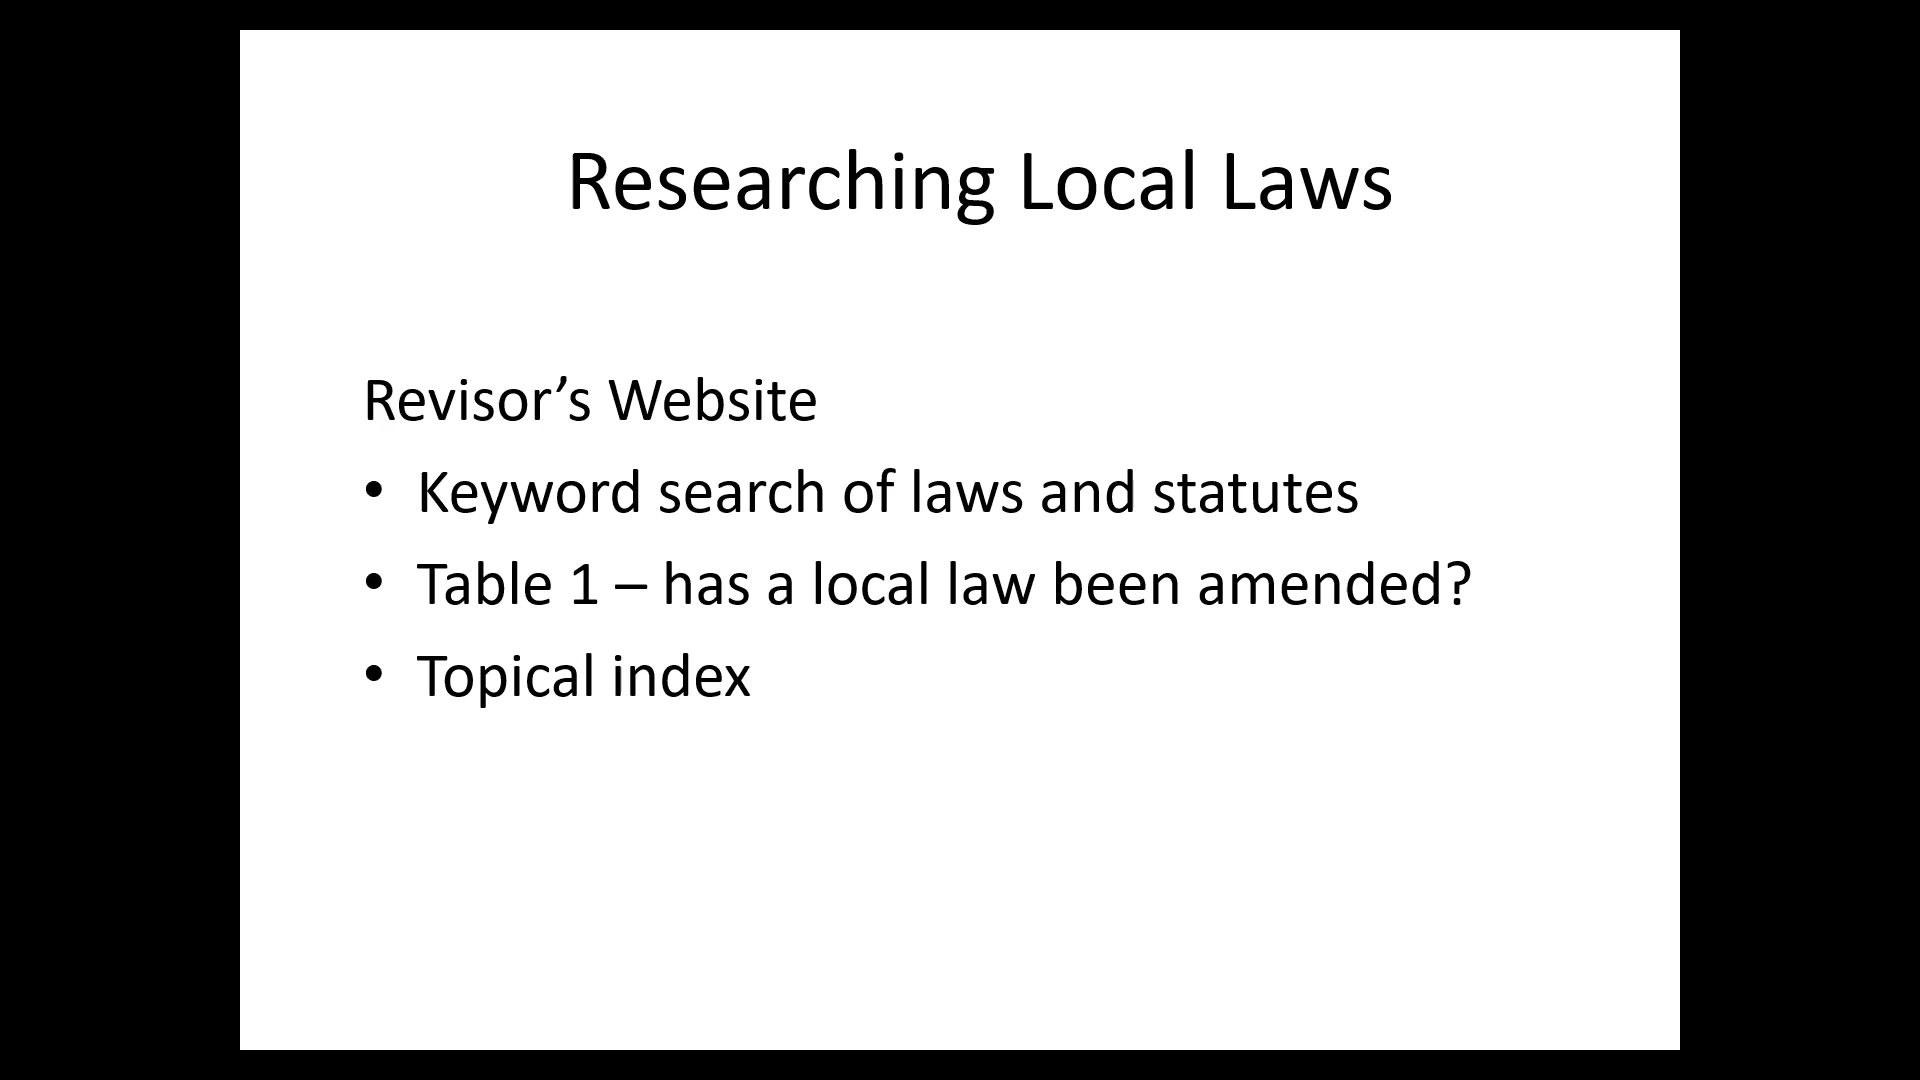 Researching Local Laws
Revisor’s Website
• Keyword search of laws and statutes
• Table 1 – has a local law been amended?
• Topical index